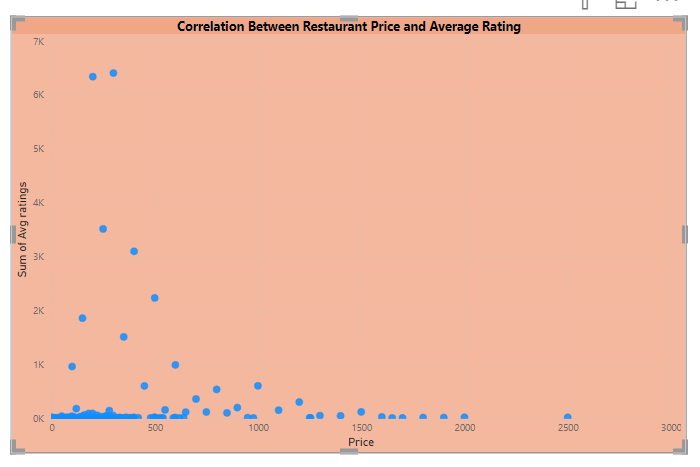 Correlation Between Restaurant Price and Average Rating
7K
6K
5K
4K
3K
2K
1K
0K
Sum of Avg ratings
0 500 1000 1500 2000 2500 3000
Price